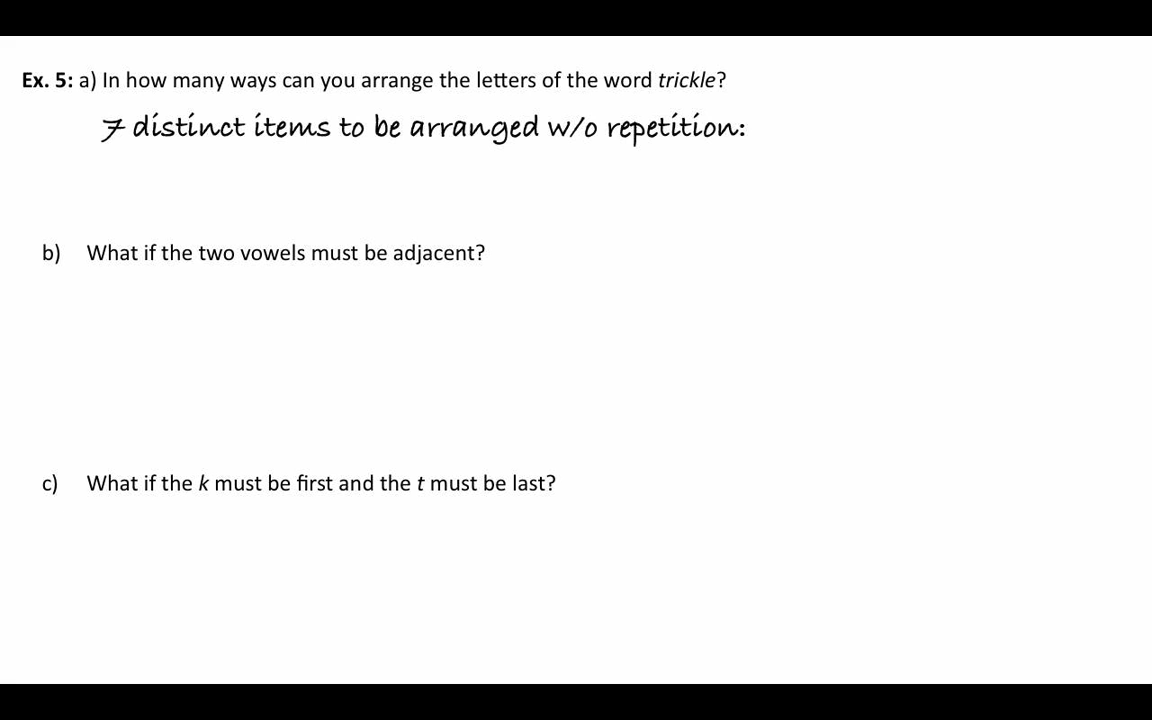 Ex. 5: a) In how many ways can you arrange the letters of the word trickle?
7 distinct items to be arranged w/o repetition:
b) What if the two vowels must be adjacent?
c) What if the k must be first and the t must be last?